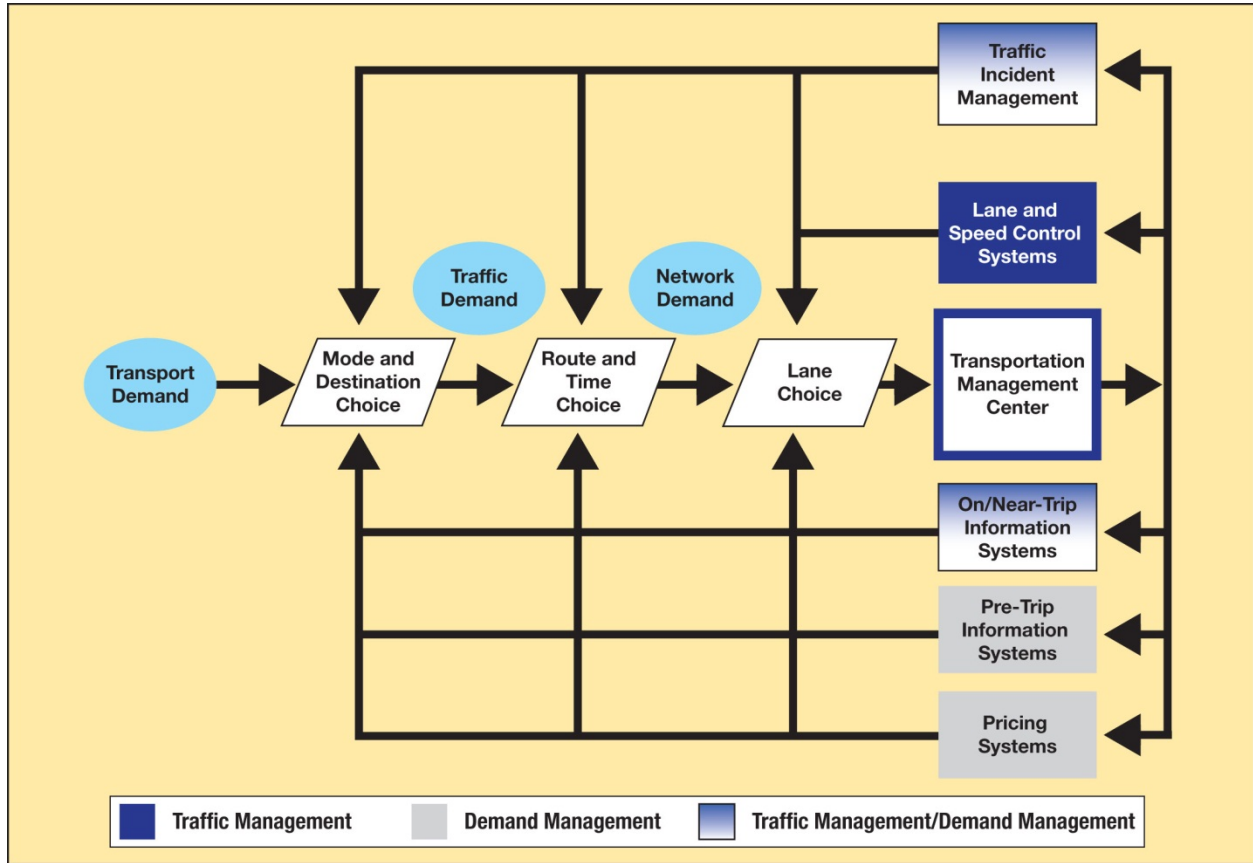 Traffic
Incident
Management
Lane and
Speed Control
Systems
Traffic
Demand
Network
Demand
Transport
Demand
Mode and
Destination
Choice
Route and
Time
Choice
Lane
Choice
Transportation
Management
Center
On/Near-Trip
Information
Systems
Pre-Trip
Information
Systems
Pricing
Systems
Traffic Management
Demand Management
Traffic Management/Demand Management